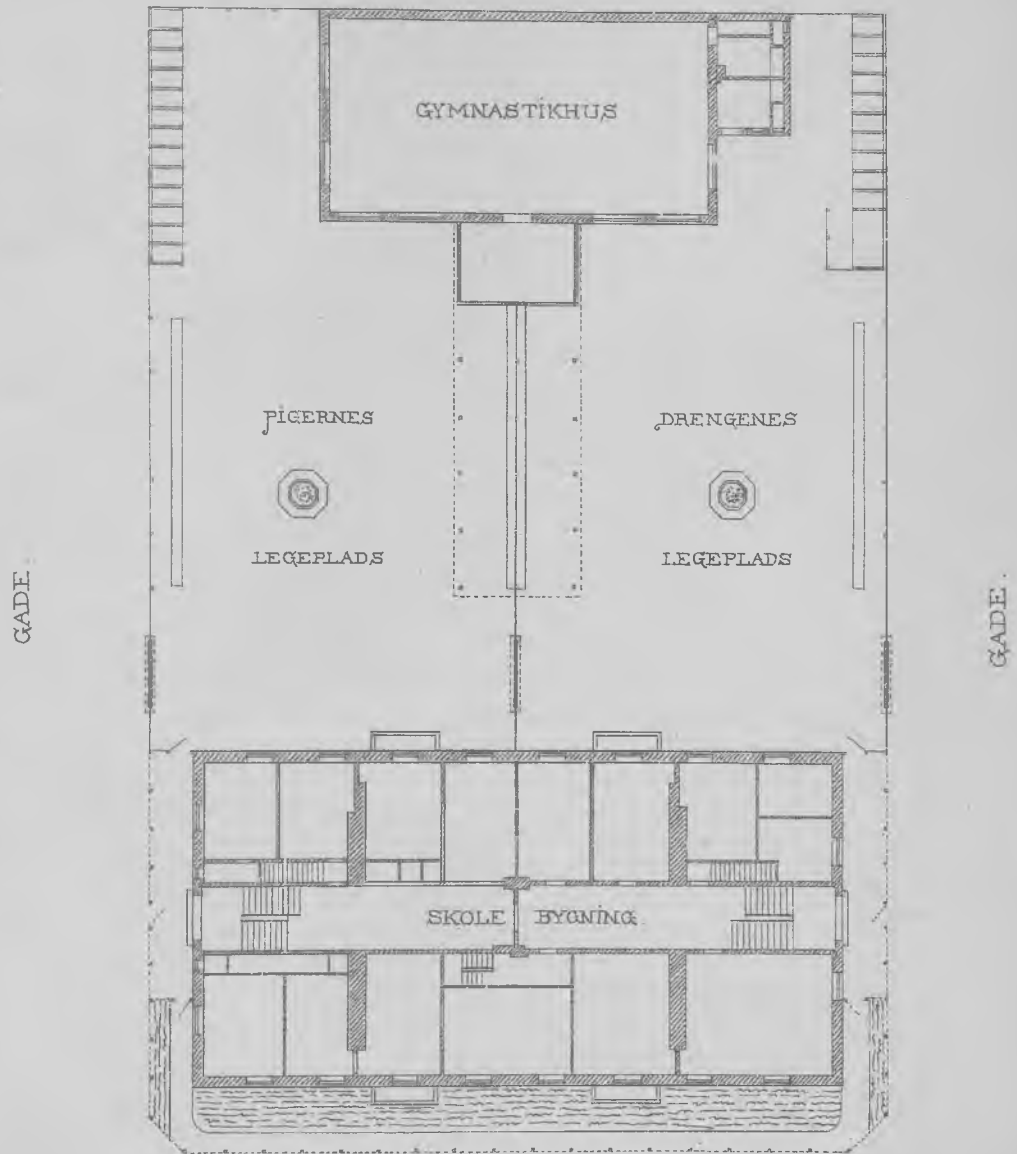 GYMNASTIKHUS
PIGERNES
LEGEPLADS
DRENGENES
LEGEPLADS
GADE.
GADE.
SKOLE BYGNING